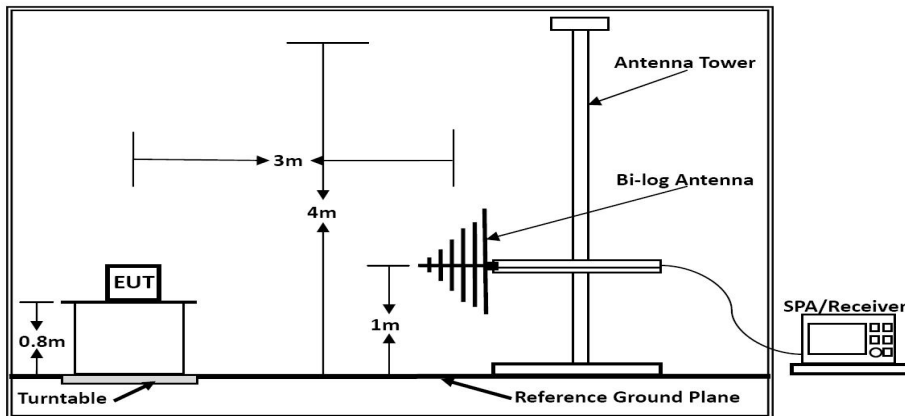 Antenna Tower
3m
Bi-log Antenna
4m
EUT
SPA/Receiver
0.8m
1m
Turntable
Reference Ground Plane